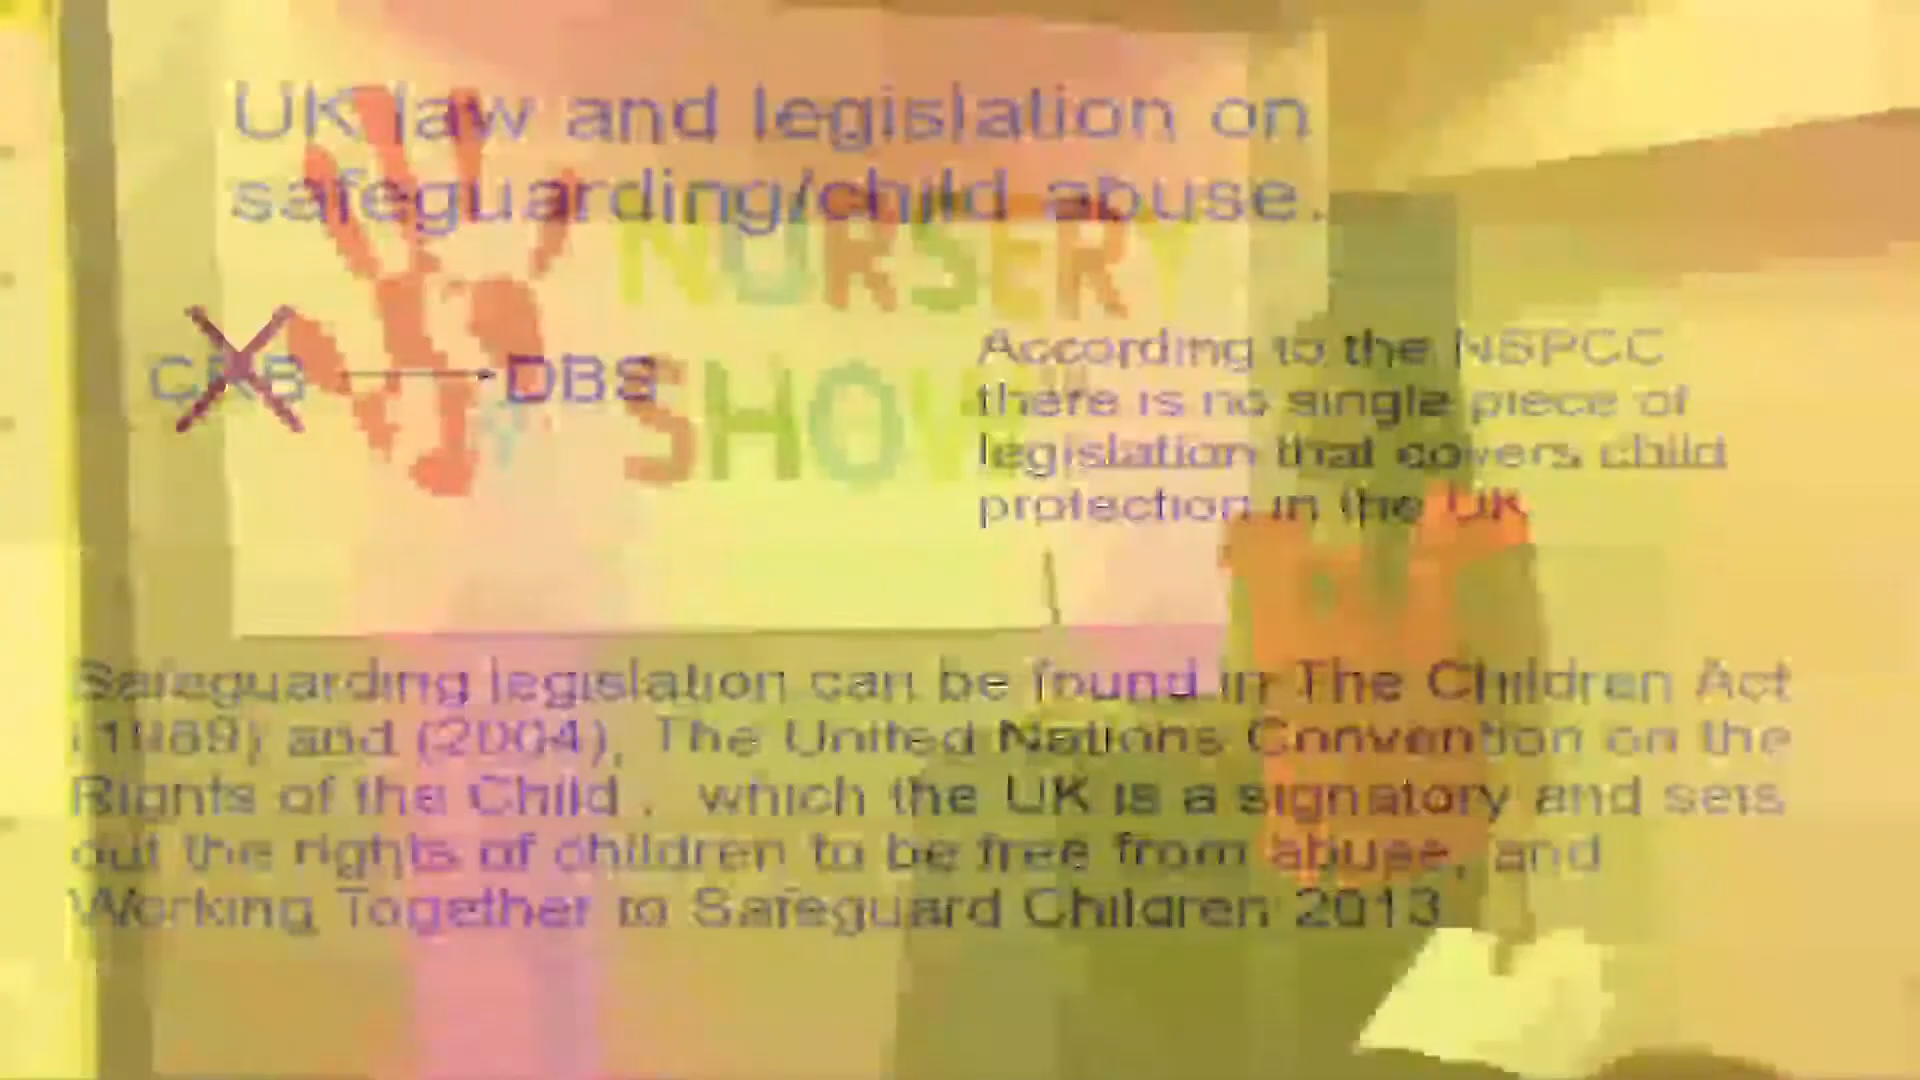 UK law and legislation on
safeguarding/child abuse.
NURSERY
SHOW
CRB DBS
According to the NSPCC
there is no single piece of
legislation that covers child
protection in the UK
Safeguarding legislation can be found in The Children Act
(1989) and (2004), The United Nations Convention on the
Rights of the Child . which the UK is a signatory and sets
out the rights of children to be free from abuse, and
Working Together to Safeguard Children 2013